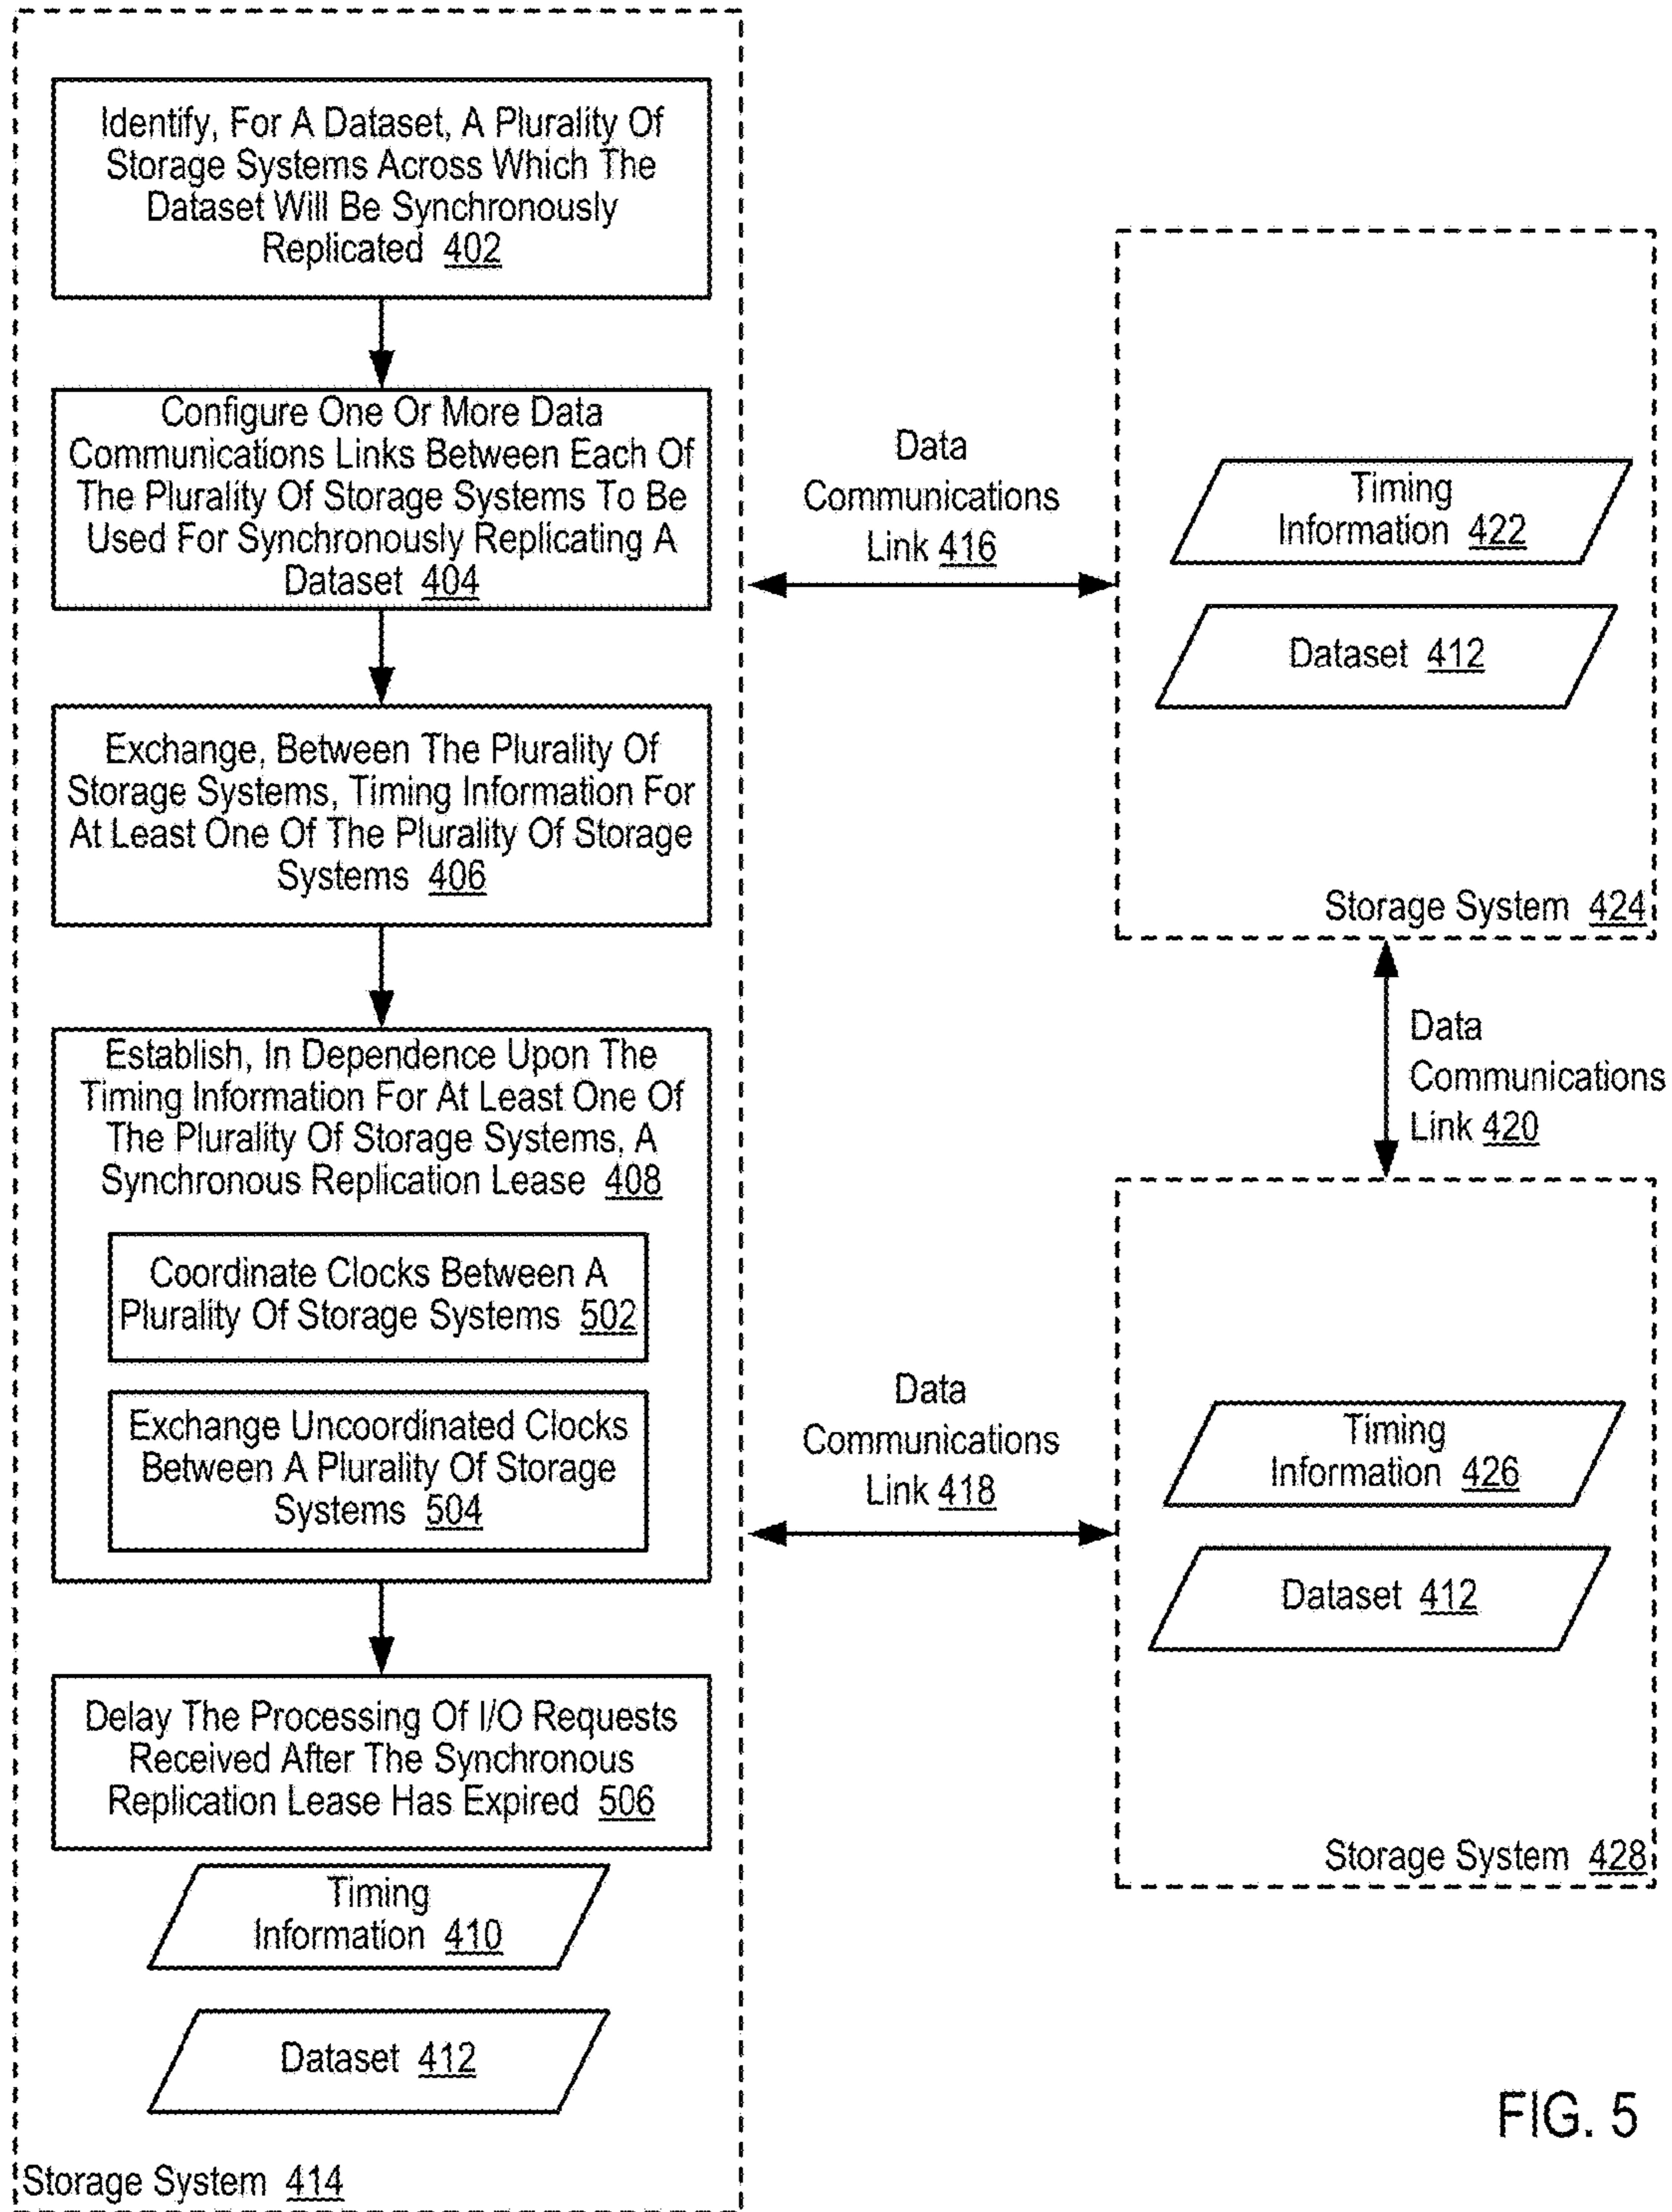 Identify, For A Dataset, A Plurality Of
Storage Systems Across Which The
Dataset Will Be Synchronously
Replicated 402
Configure One Or More Data
Communications Links Between Each Of
The Plurality Of Storage Systems To Be
Used For Synchronously Replicating A
Dataset 404
Exchange, Between The Plurality Of
Storage Systems, Timing Information For
At Least One Of The Plurality Of Storage
Systems 406
Establish, In Dependence Upon The
Timing Information For At Least One Of
The Plurality Of Storage Systems, A
Synchronous Replication Lease 408
Coordinate Clocks Between A
Plurality Of Storage Systems 502
Exchange Uncoordinated Clocks
Between A Plurality Of Storage
Systems 504
Delay The Processing Of I/O Requests
Received After The Synchronous
Replication Lease Has Expired 506
Timing
Information 410
Dataset 412
Storage System 414
Data
Communications
Link 416
Timing
Information 422
Dataset 412
Storage System 424
Data
Communications
Link 420
Data
Communications
Link 418
Timing
Information 426
Dataset 412
Storage System 428
FIG. 5